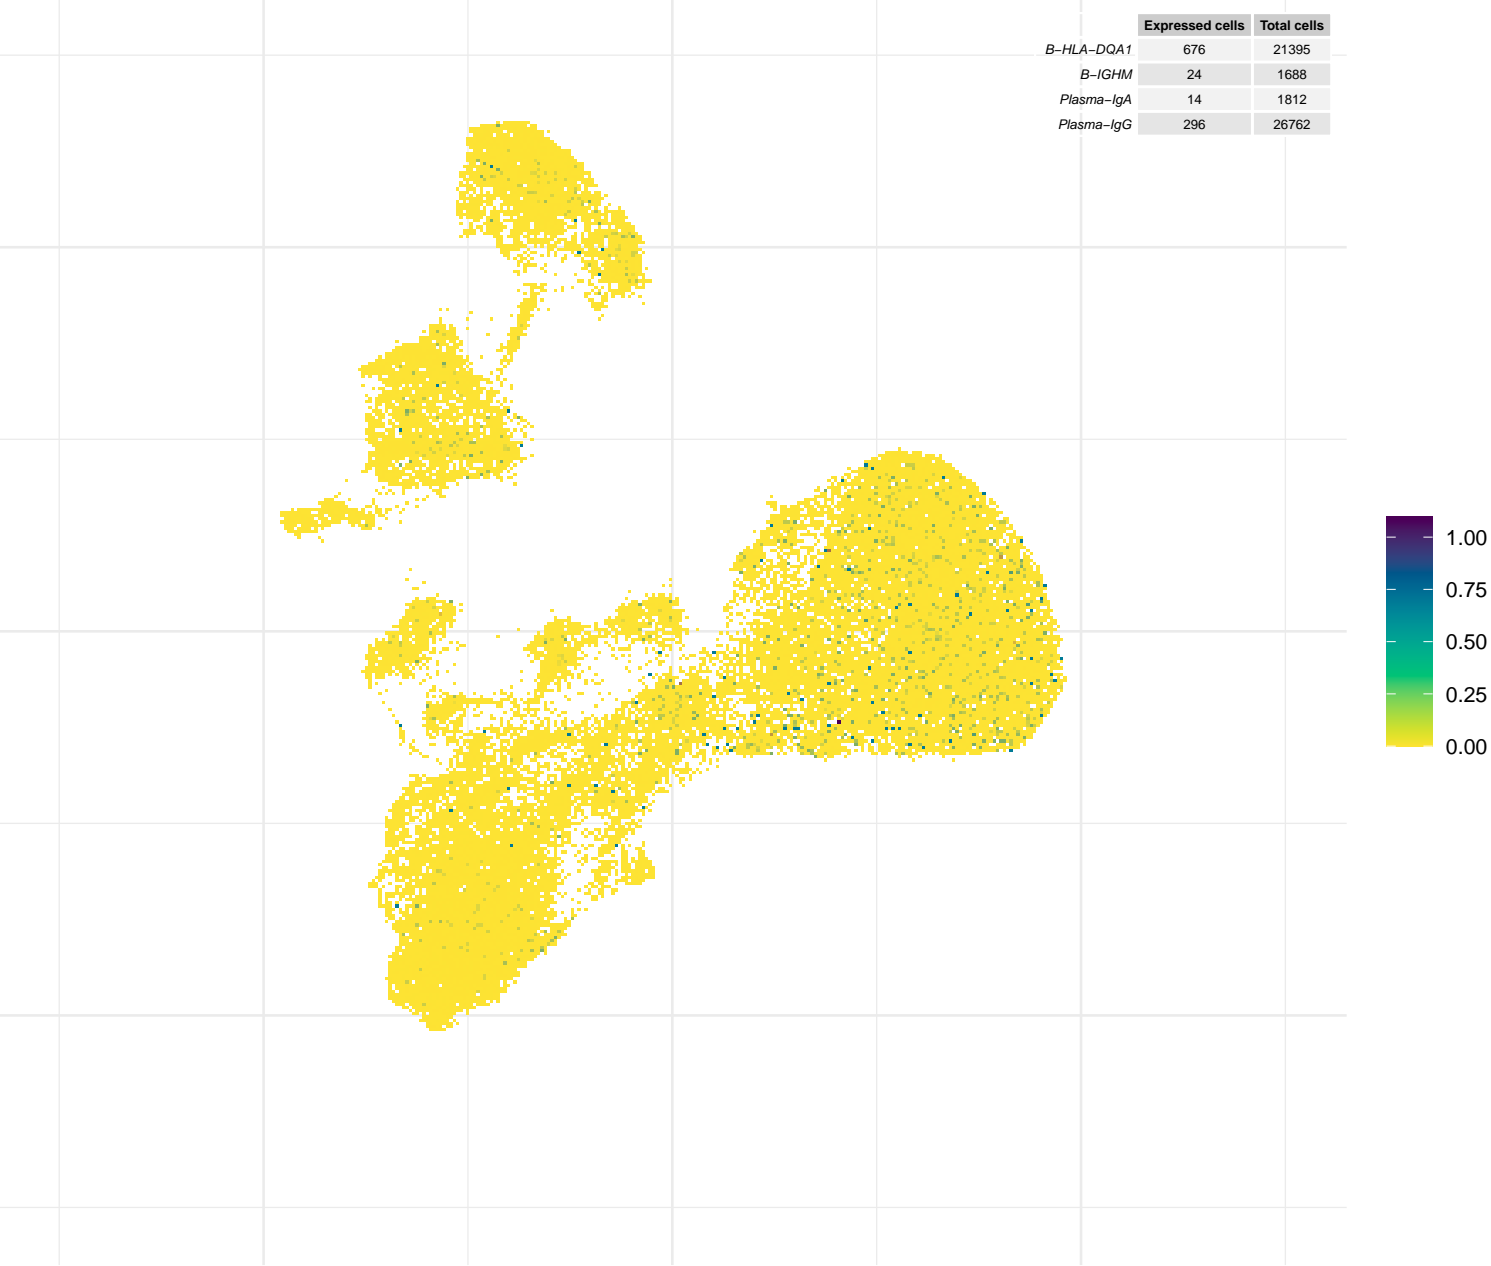 Expressed cells Total cells
B−HLA−DQA1 676 21395
B−IGHM 24 1688
Plasma−IgA 14 1812
Plasma−IgG 296 26762
1.00
0.75
0.50
0.25
0.00